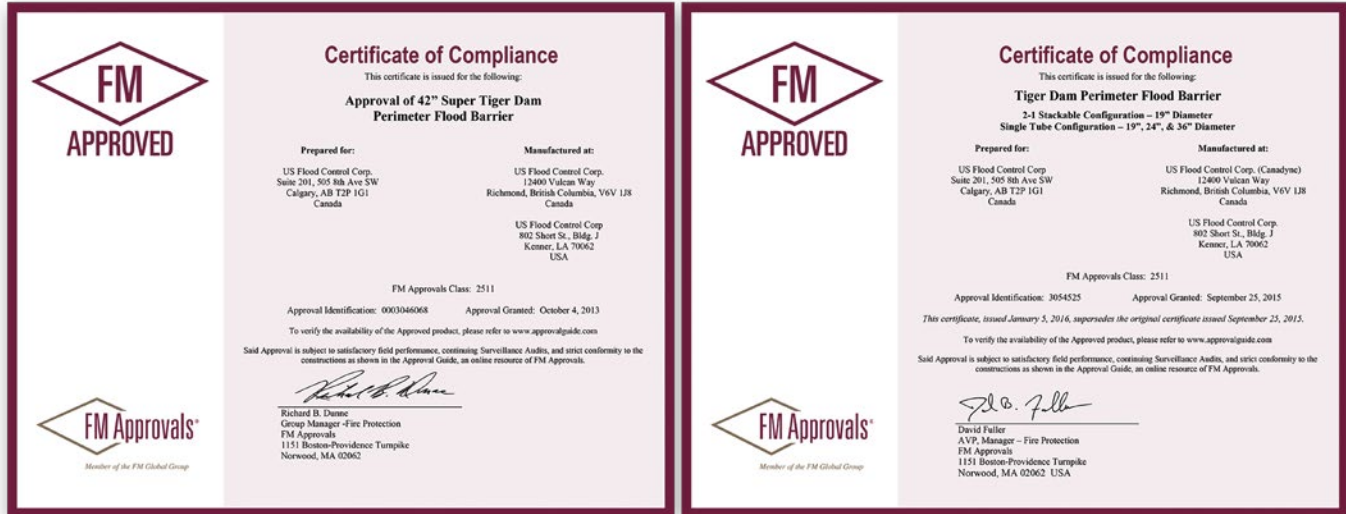 FM
APPROVED
Certificate of Compliance
This certificate is issued for the following:
Approval of 42” Super Tiger Dam
Perimeter Flood Barrier
Prepared for:
US Flood Control Corp.
Suite 201, 505 8th Ave SW
Calgary, AB T2P 1G1
Canada
Manufactured at:
US Flood Control Corp.
12400 Vulcan Way
Richmond, British Columbia, V6V 1J8
Canada
US Flood Control Corp
802 Short St., Bldg. J
Kenner, LA 70062
USA
FM Approvals Class: 2511
Approval Identification: 0003046068 Approval Granted: October 4, 2013
To verify the availability of the Approved product, please refer to www.approvalguide.com
Said Approval is subject to satisfactory field performance, continuing Surveillance Audits, and strict conformity to the
constructions as shown in the Approval Guide, an online resource of FM Approvals.
Richard B. Dunne
Richard B. Dunne
Group Manager -Fire Protection
FM Approvals
1151 Boston-Providence Turnpike
Norwood, MA 02062
FM Approvals®
Member of the FM Global Group
FM
APPROVED
Certificate of Compliance
This certificate is issued for the following:
Tiger Dam Perimeter Flood Barrier
2-1 Stackable Configuration – 19” Diameter
Single Tube Configuration – 19”, 24”, & 36” Diameter
Prepared for:
US Flood Control Corp
Suite 201, 505 8th Ave SW
Calgary, AB T2P 1G1
Canada
Manufactured at:
US Flood Control Corp. (Canadyne)
12400 Vulcan Way
Richmond, British Columbia, V6V 1J8
Canada
US Flood Control Corp.
802 Short St., Bldg. J
Kenner, LA 70062
USA
FM Approvals Class: 2511
Approval Identification: 3054525 Approval Granted: September 25, 2015
This certificate, issued January 5, 2016, supersedes the original certificate issued September 25, 2015.
To verify the availability of the Approved product, please refer to www.approvalguide.com
Said Approval is subject to satisfactory field performance, continuing Surveillance Audits, and strict conformity to the
constructions as shown in the Approval Guide, an online resource of FM Approvals.
David Fuller
AVP, Manager – Fire Protection
FM Approvals
1151 Boston-Providence Turnpike
Norwood, MA 02062 USA
FM Approvals®
Member of the FM Global Group